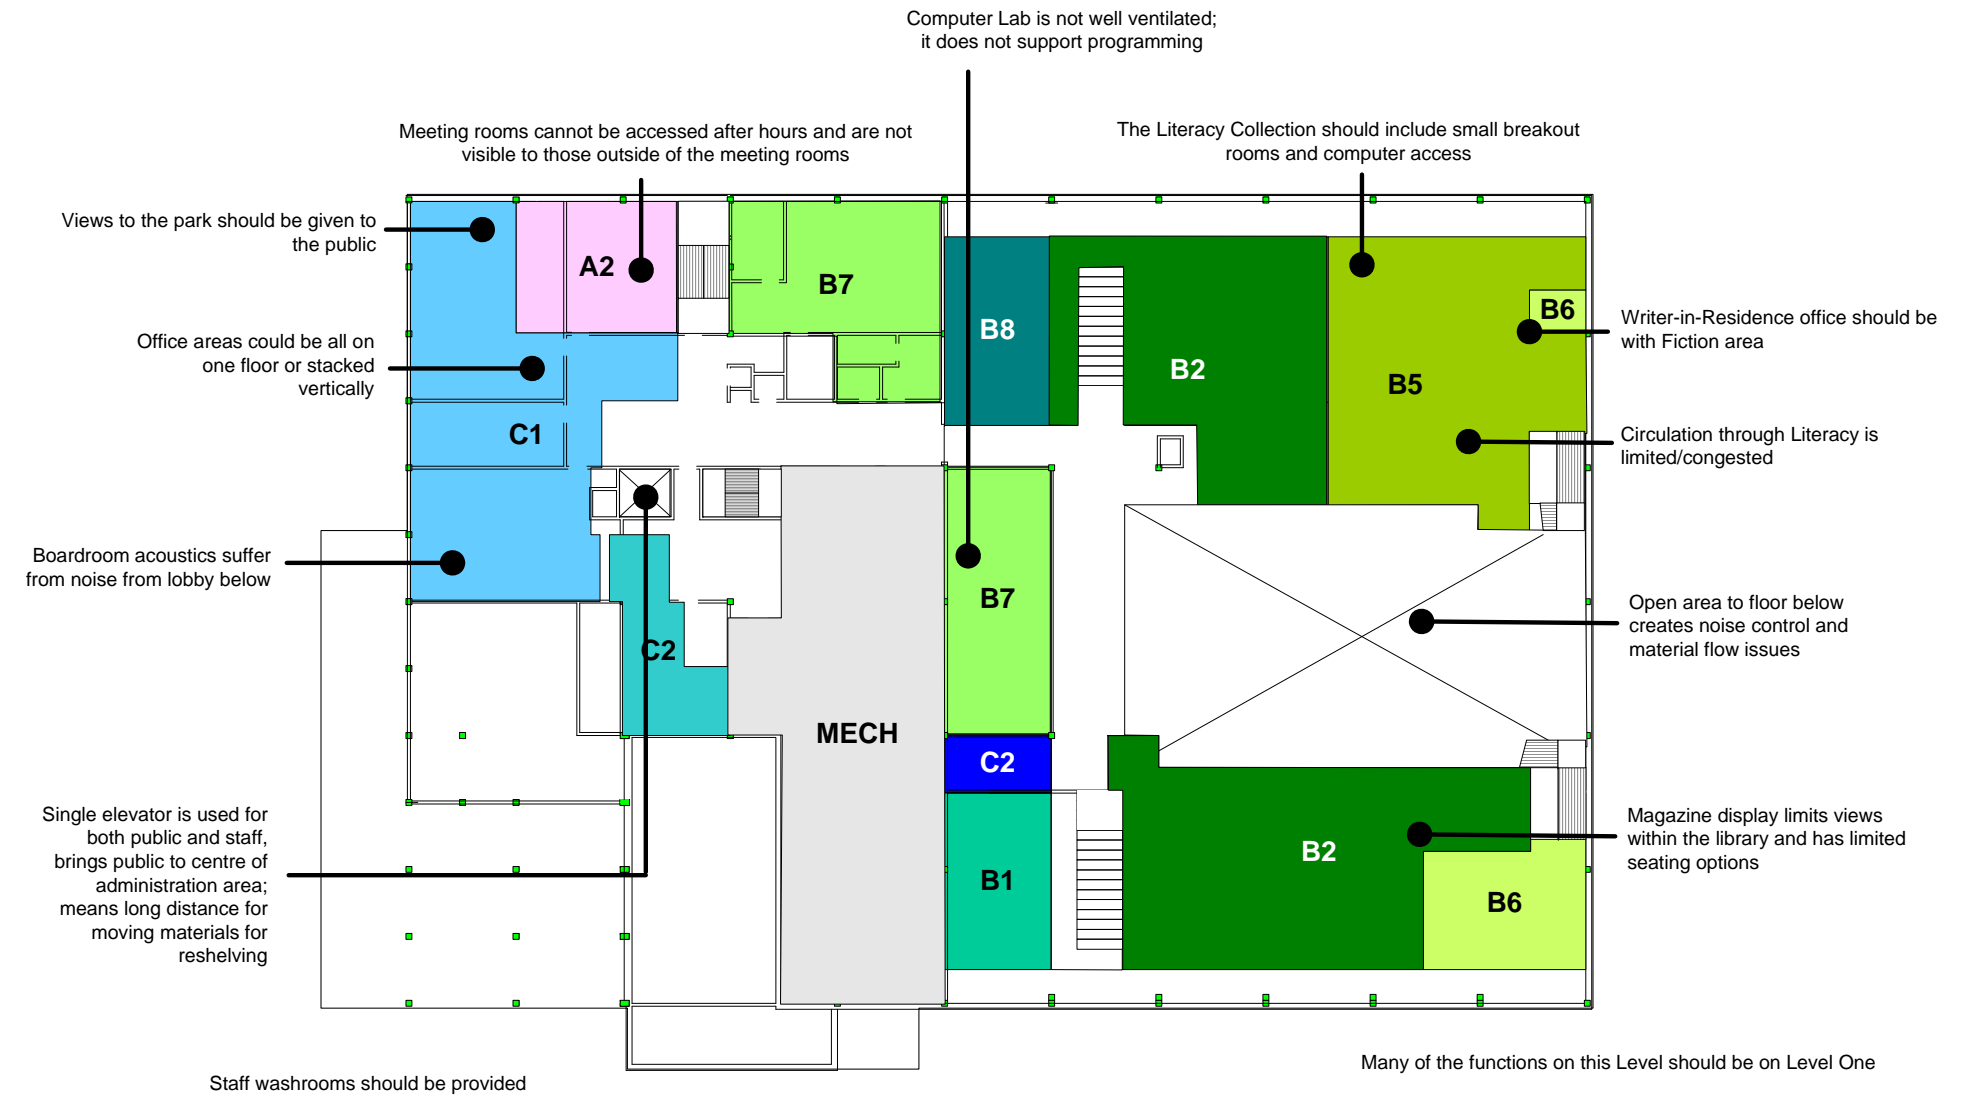 Computer Lab is not well ventilated;
it does not support programming
Meeting rooms cannot be accessed after hours and are not
visible to those outside of the meeting rooms
The Literacy Collection should include small breakout
rooms and computer access
Views to the park should be given to
the public
A2
B7
B8
B2
B5
B6
Writer-in-Residence office should be
with Fiction area
Office areas could be all on
one floor or stacked
vertically
C1
Circulation through Literacy is
limited/congested
Boardroom acoustics suffer
from noise from lobby below
B7
C2
Open area to floor below
creates noise control and
material flow issues
MECH
C2
Single elevator is used for
both public and staff,
brings public to centre of
administration area;
means long distance for
moving materials for
reshelving
B1
B2
B6
Magazine display limits views
within the library and has limited
seating options
Many of the functions on this Level should be on Level One
Staff washrooms should be provided